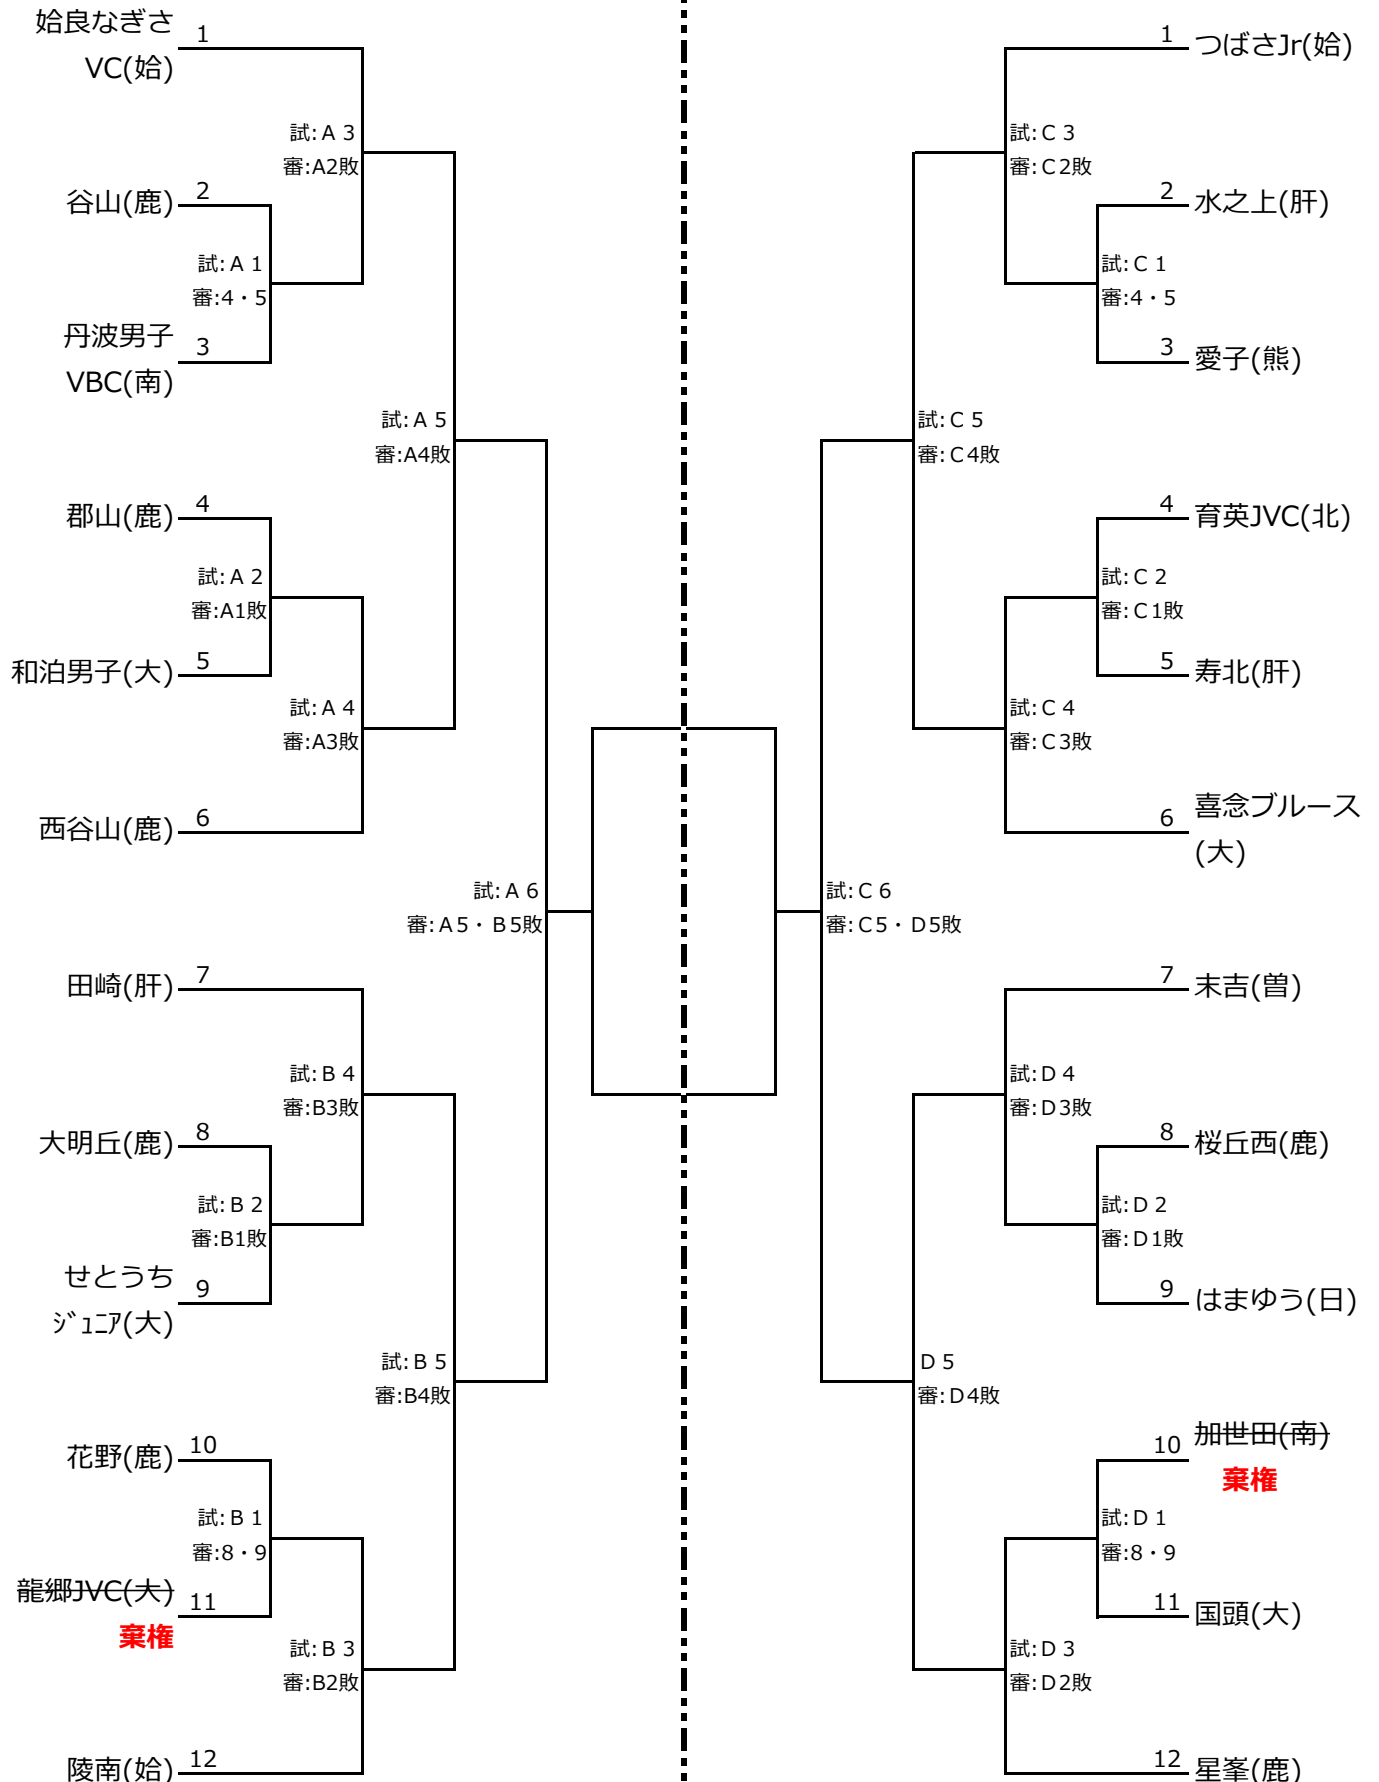 姶良なぎさ
VC(姶)
1
試:A 3
審:A2敗
谷山(鹿)
2
試:A 1
審:4・5
丹波男子
VBC(南)
3
試:A 5
審:A4敗
郡山(鹿)
4
試:A 2
審:A1敗
和泊男子(大)
5
試:A 4
審:A3敗
西谷山(鹿)
6
試:A 6
審:A5・B5敗
田崎(肝)
7
試:B 4
審:B3敗
大明丘(鹿)
8
試:B 2
審:B1敗
せとうち
ｼﾞｭﾆｱ(大)
9
試:B 5
審:B4敗
花野(鹿)
10
試:B 1
審:8・9
龍郷JVC(大)
11
棄権
試:B 3
審:B2敗
陵南(姶)
12
1
つばさJr(姶)
試:C 3
審:C2敗
2
水之上(肝)
試:C 1
審:4・5
3
愛子(熊)
試:C 5
審:C4敗
4
育英JVC(北)
試:C 2
審:C1敗
5
寿北(肝)
試:C 4
審:C3敗
6
喜念ブルース
(大)
試:C 6
審:C5・D5敗
7
末吉(曽)
試:D 4
審:D3敗
8
桜丘西(鹿)
試:D 2
審:D1敗
9
はまゆう(日)
D 5
審:D4敗
10
加世田(南)
棄権
試:D 1
審:8・9
11
国頭(大)
試:D 3
審:D2敗
12
星峯(鹿)